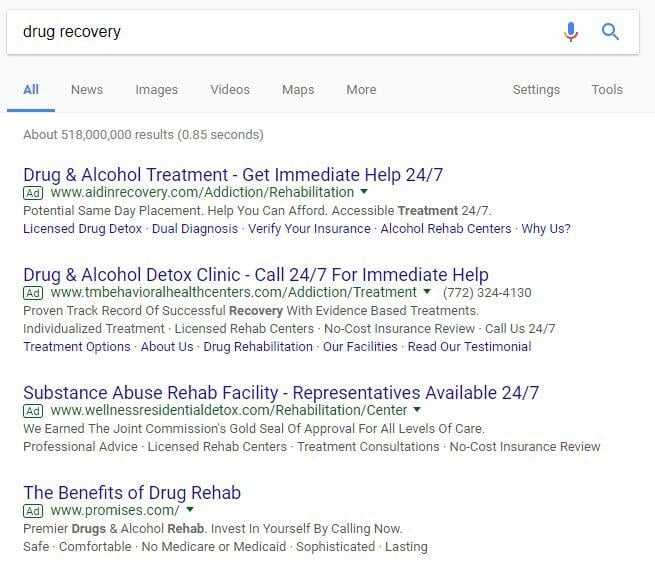 drug recovery
All News Images Videos Maps More Settings Tools
About 518,000,000 results (0.85 seconds)
Drug & Alcohol Treatment - Get Immediate Help 24/7
Ad www.aidinrecovery.com/Addiction/Rehabilitation
Potential Same Day Placement. Help You Can Afford. Accessible Treatment 24/7.
Licensed Drug Detox · Dual Diagnosis · Verify Your Insurance · Alcohol Rehab Centers · Why Us?
Drug & Alcohol Detox Clinic - Call 24/7 For Immediate Help
Ad www.tmbehavioralhealthcenters.com/Addiction/Treatment (772) 324-4130
Proven Track Record Of Successful Recovery With Evidence Based Treatments.
Individualized Treatment · Licensed Rehab Centers · No-Cost Insurance Review · Call Us 24/7
Treatment Options · About Us · Drug Rehabilitation · Our Facilities · Read Our Testimonial
Substance Abuse Rehab Facility - Representatives Available 24/7
Ad www.wellnessresidentialdetox.com/Rehabilitation/Center
We Earned The Joint Commission's Gold Seal Of Approval For All Levels Of Care.
Professional Advice · Licensed Rehab Centers · Treatment Consultations · No-Cost Insurance Review
The Benefits of Drug Rehab
Ad www.promises.com/
Premier Drugs & Alcohol Rehab. Invest In Yourself By Calling Now.
Safe · Comfortable · No Medicare or Medicaid · Sophisticated · Lasting